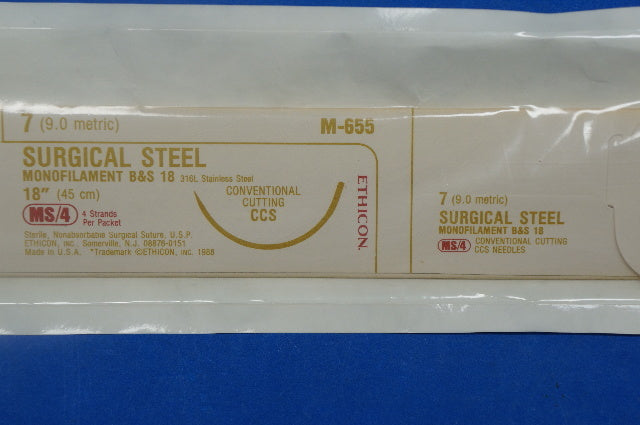 7 (9.0 metric) M-655
SURGICAL STEEL
MONOFILAMENT B&S 18 316L Stainless Steel
18" (45 cm)
MS/4 4 Strands
Per Packet
CONVENTIONAL
CUTTING
CCS
ETHICON.
Sterile, Nonabsorbable Surgical Suture, U.S.P.
ETHICON, INC., Somerville, N.J. 08876-0151
Made in U.S.A. *Trademark ©ETHICON, INC. 1988
7 (9.0 metric)
SURGICAL STEEL
MONOFILAMENT B&S 18
MS/4 CONVENTIONAL CUTTING
CCS NEEDLES